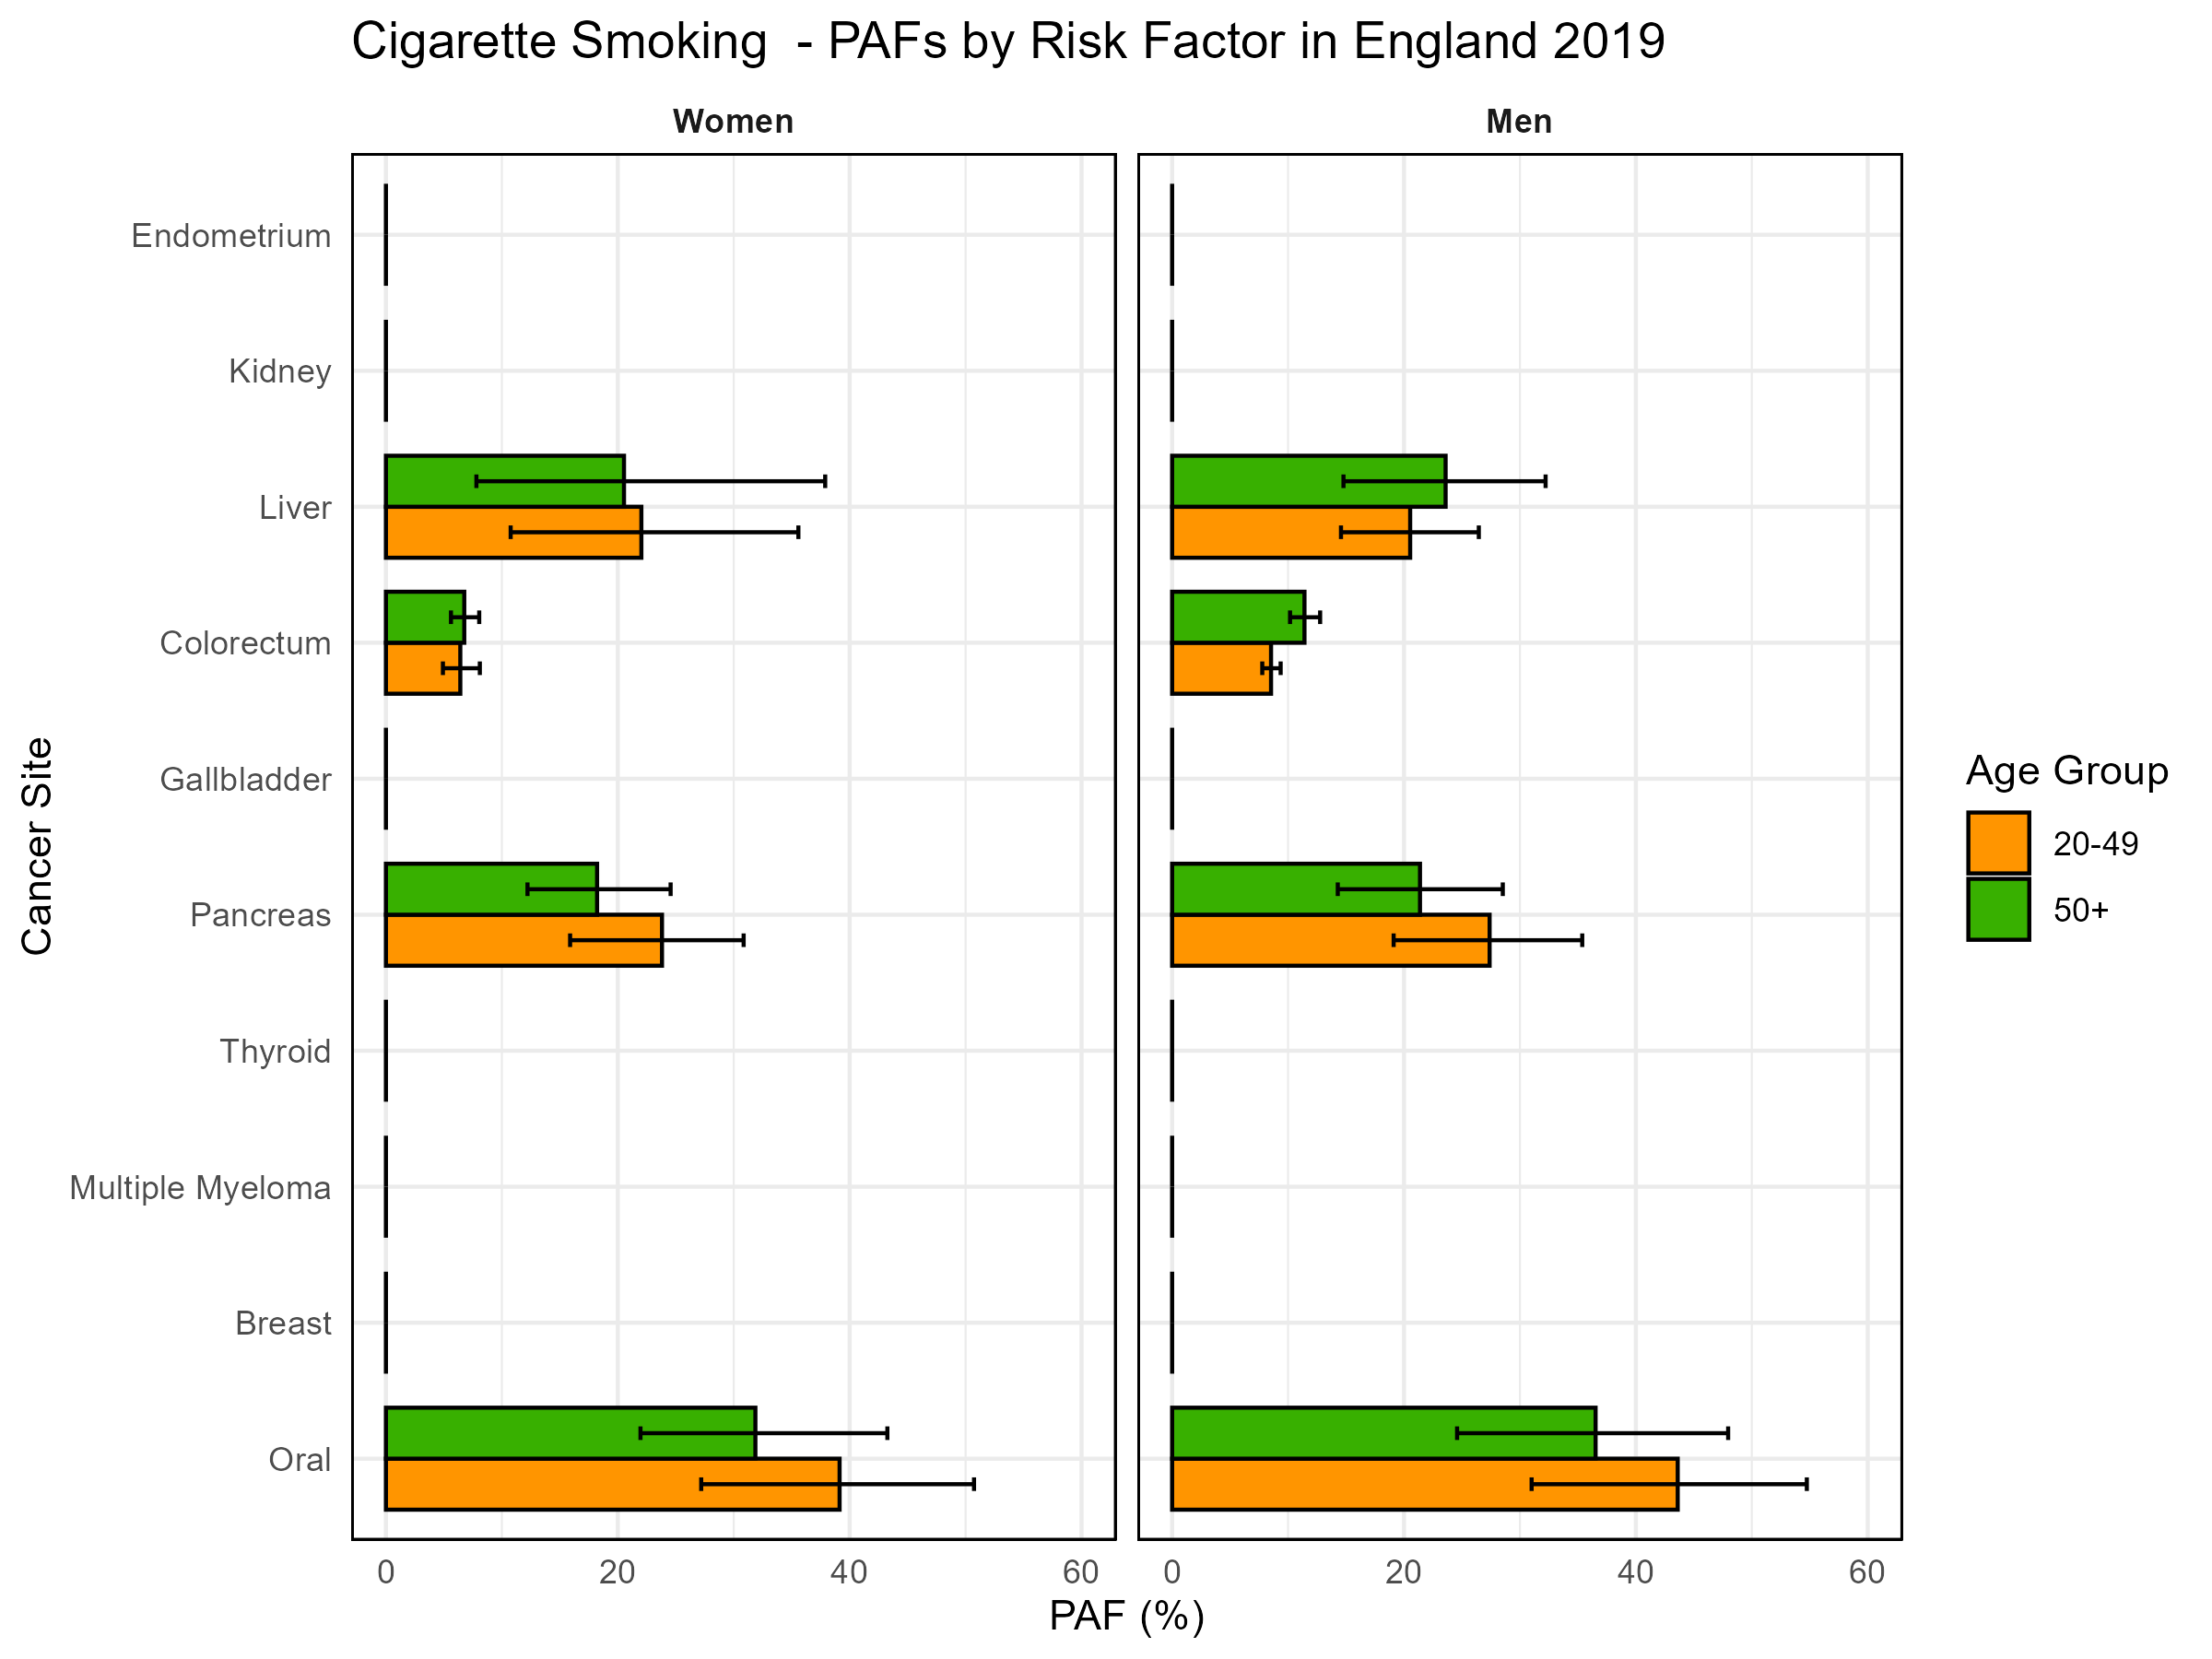 Cigarette Smoking  - PAFs by Risk Factor in England 2019
Women
Men
Endometrium
Kidney
Liver
Colorectum
Gallbladder
Pancreas
Thyroid
Multiple Myeloma
Breast
Oral
Cancer Site
0 20 40 60
0 20 40 60
PAF (%)
Age Group
20-49
50+